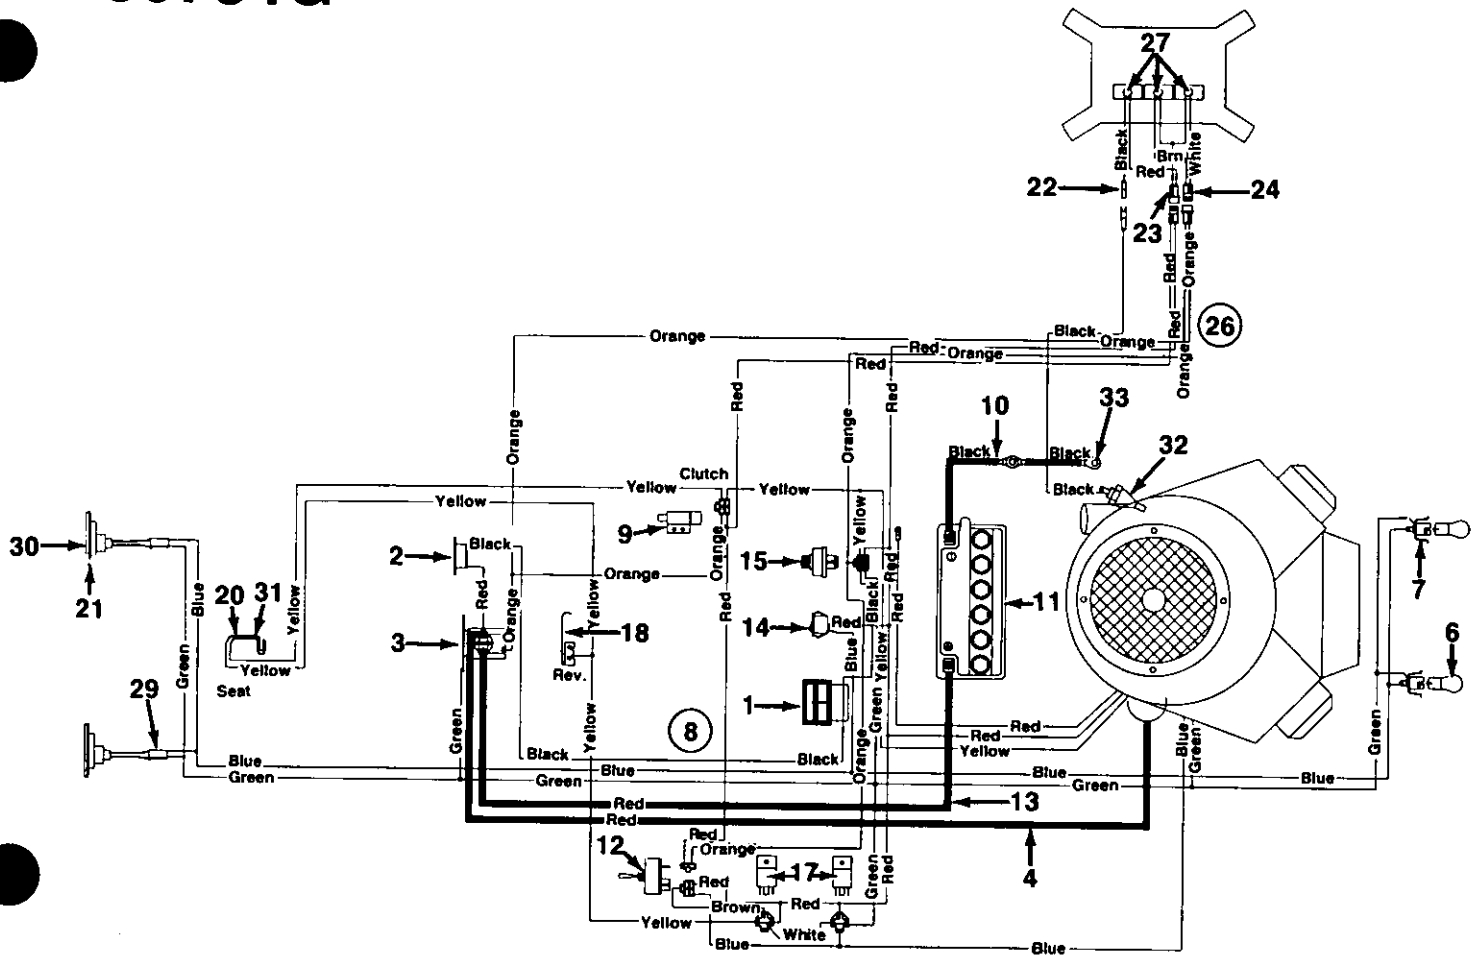 27
Black
Brn
White
Red
22
24
23
Red
Orange
26
Black
Red
Orange
Orange
Red
Orange
Red
Orange
Red
Orange
Red
10
33
Black
Black
32
Black
Orange
Clutch
Yellow
Yellow
Yellow
9
Yellow
30
2
Black
Orange
15
Orange
Red
11
7
21
Blue
20
31
Yellow
Red
Orange
Yellow
Red
Black
Red
3
18
14
Red
6
Yellow
Seat
Green
Rev.
Blue
Yellow
29
1
8
Green
Green
Yellow
Orange
Red
Red
Yellow
Blue
Green
Green
Black
Black
Blue
Green
Blue
Green
Blue
Green
Blue
Red
Red
13
4
12
Red
Orange
17
Green
Red
Red
Brown
Red
Yellow
White
Blue
Blue